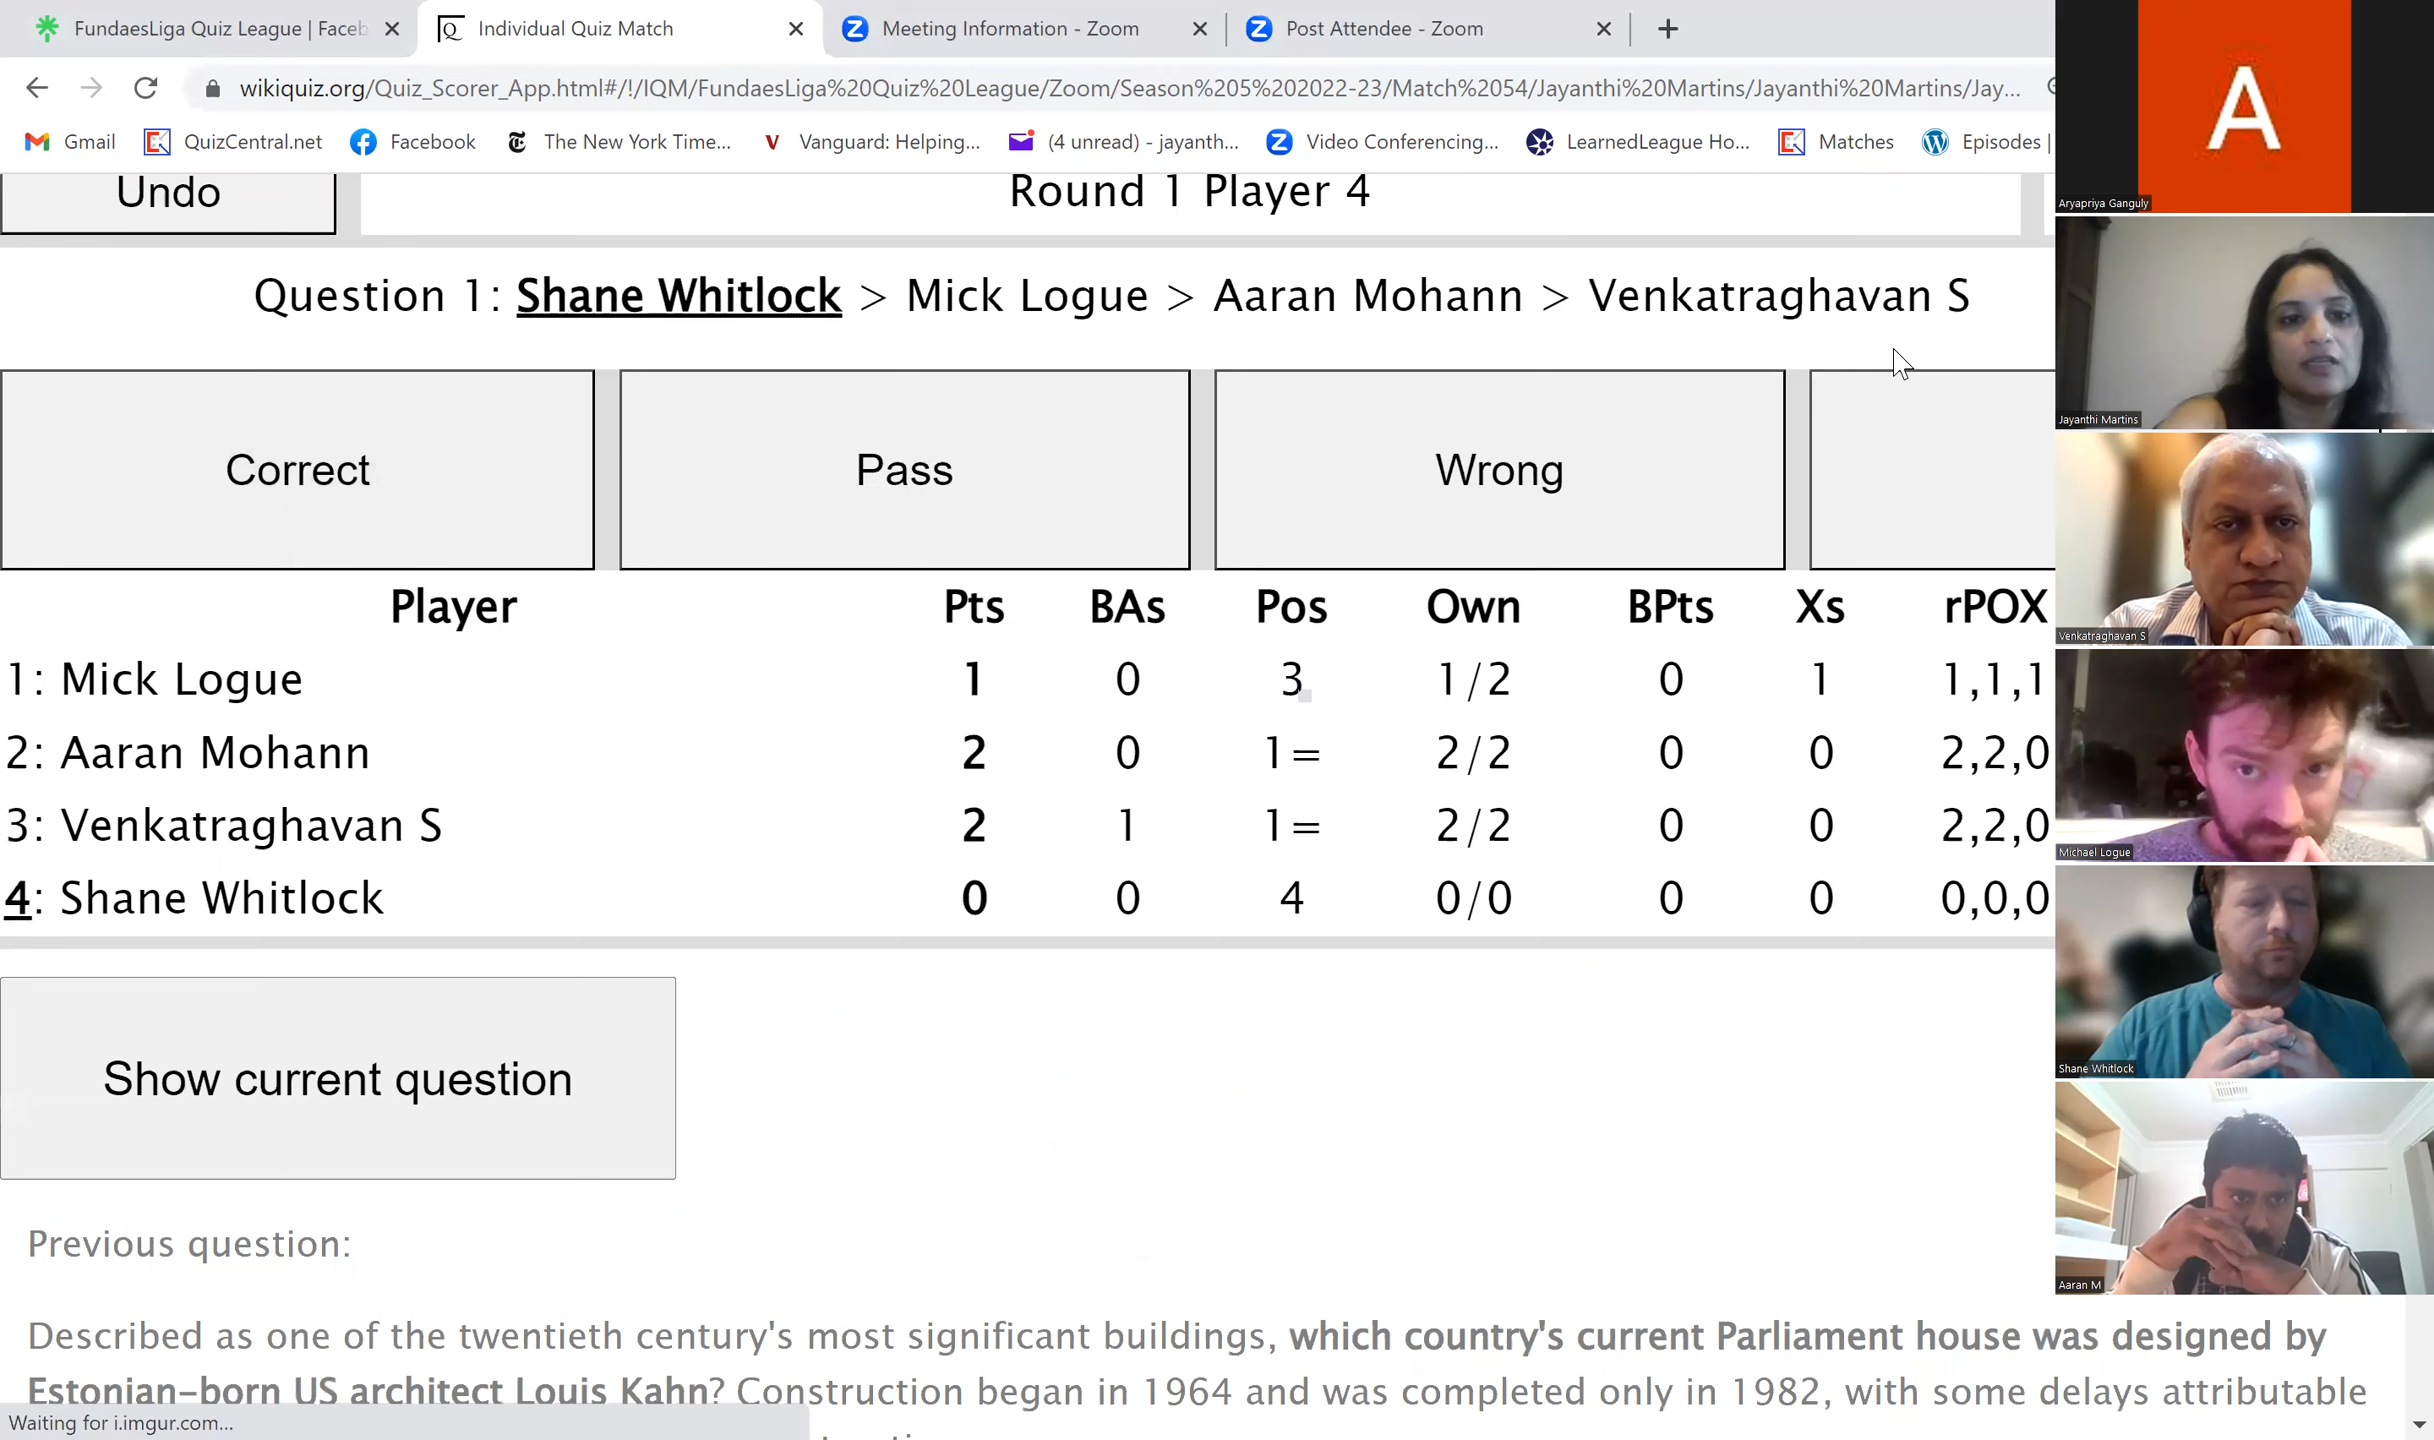 FundaesLiga Quiz League | Faceb
Individual Quiz Match
Meeting Information - Zoom
Post Attendee - Zoom
wikiquiz.org/Quiz_Scorer_App.html#/!/IQM/FundaesLiga%20Quiz%20League/Zoom/Season%205%202022-23/Match%2054/Jayanthi%20Martins/Jayanthi%20Martins/Jay...
Gmail QuizCentral.net Facebook The New York Time... Vanguard: Helping... (4 unread) - jayanth... Video Conferencing... LearnedLeague Ho... Matches Episodes |
Undo
Round 1 Player 4
Question 1: Shane Whitlock > Mick Logue > Aaran Mohann > Venkatraghavan S
Correct Pass Wrong
Player Pts BAs Pos Own BPts Xs rPOX
1: Mick Logue 1 0 3 1/2 0 1 1,1,1
2: Aaran Mohann 2 0 1= 2/2 0 0 2,2,0
3: Venkatraghavan S 2 1 1= 2/2 0 0 2,2,0
4: Shane Whitlock 0 0 4 0/0 0 0 0,0,0
Show current question
Previous question:
Described as one of the twentieth century's most significant buildings, which country's current Parliament house was designed by
Estonian-born US architect Louis Kahn? Construction began in 1964 and was completed only in 1982, with some delays attributable
Waiting for i.imgur.com...
A
Aryapriya Ganguly
Jayanthi Martins
Venkatraghavan S
Michael Logue
Shane Whitlock
Aaran M